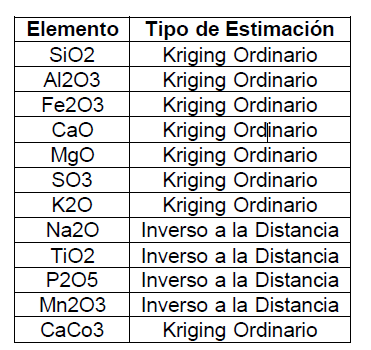 Elemento Tipo de Estimación
SiO2 Kriging Ordinario
Al2O3 Kriging Ordinario
Fe2O3 Kriging Ordinario
CaO Kriging Ordinario
MgO Kriging Ordinario
SO3 Kriging Ordinario
K2O Kriging Ordinario
Na2O Inverso a la Distancia
TiO2 Inverso a la Distancia
P2O5 Inverso a la Distancia
Mn2O3 Inverso a la Distancia
CaCo3 Kriging Ordinario